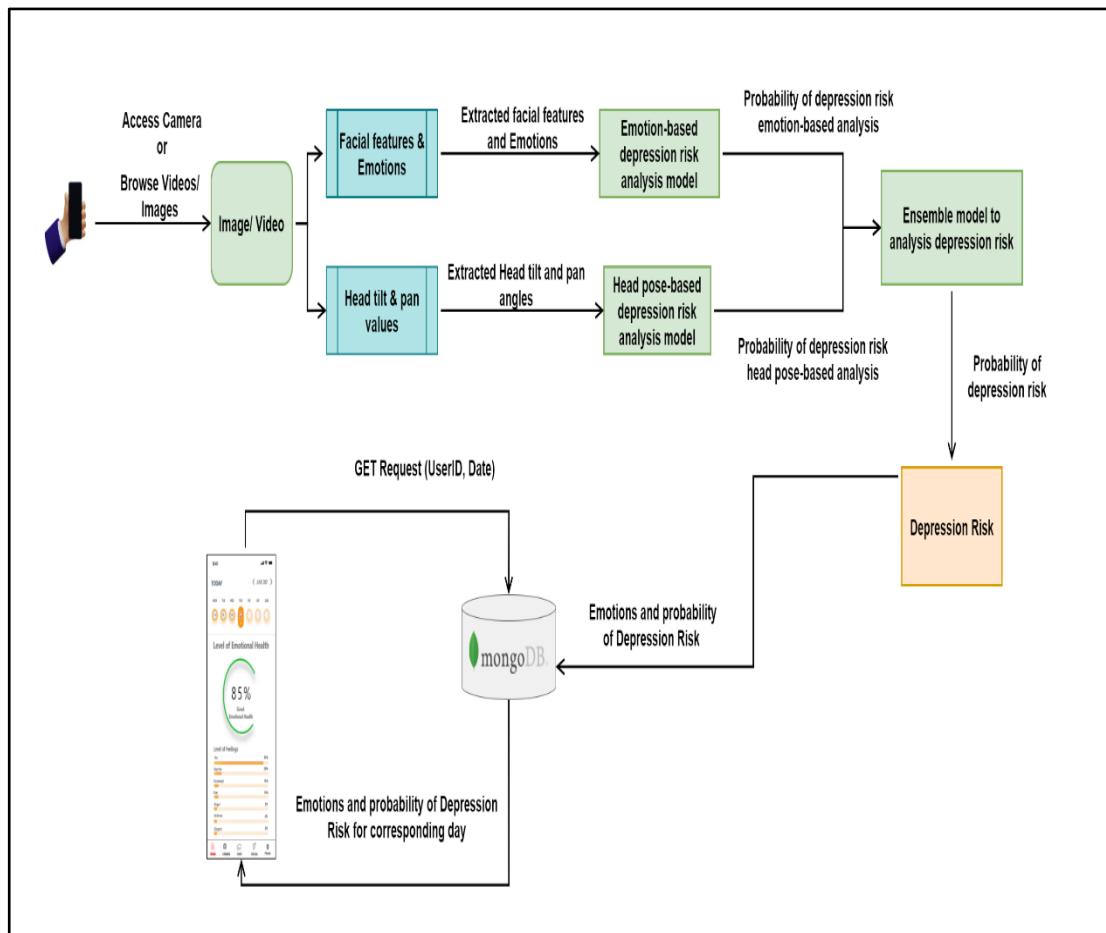 Access Camera
or
Browse Videos/
Images
Image/ Video
Facial features &
Emotions
Extracted facial features
and Emotions
Emotion-based
depression risk
analysis model
Probability of depression risk
emotion-based analysis
Ensemble model to
analysis depression risk
Head tilt & pan
values
Extracted Head tilt and pan
angles
Head pose-based
depression risk
analysis model
Probability of depression risk
head pose-based analysis
Probability of
depression risk
Depression Risk
GET Request (UserID, Date)
mongoDB
Emotions and probability
of Depression Risk
Emotions and probability of Depression
Risk for corresponding day
TODAY
Level of Emotional Health
85%
Good
Emotional Health
Level of Feelings